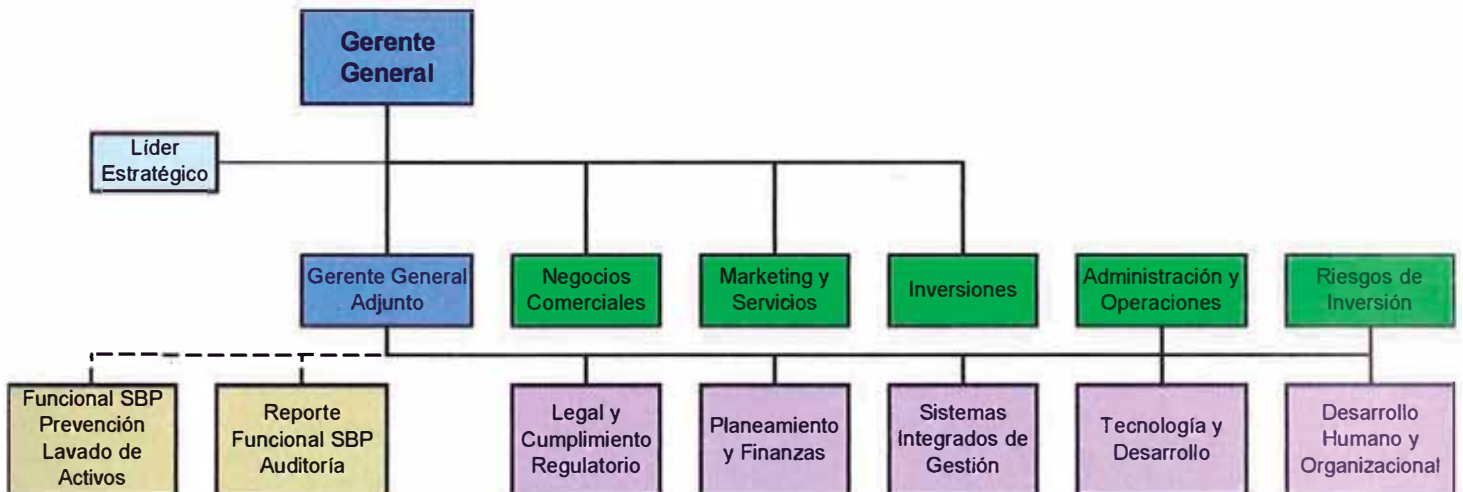 Gerente
General
Líder
Estratégico
Gerente General
Adjunto
Negocios
Comerciales
Marketing y
Servicios
Inversiones
Administración y
Operaciones
Riesgos de
Inversión
Funcional SBP
Prevención
Lavado de
Activos
Reporte
Funcional SBP
Auditoría
Legal y
Cumplimiento
Regulatorio
Planeamiento
y Finanzas
Sistemas
Integrados de
Gestión
Tecnología y
Desarrollo
Desarrollo
Humano y
Organizacional